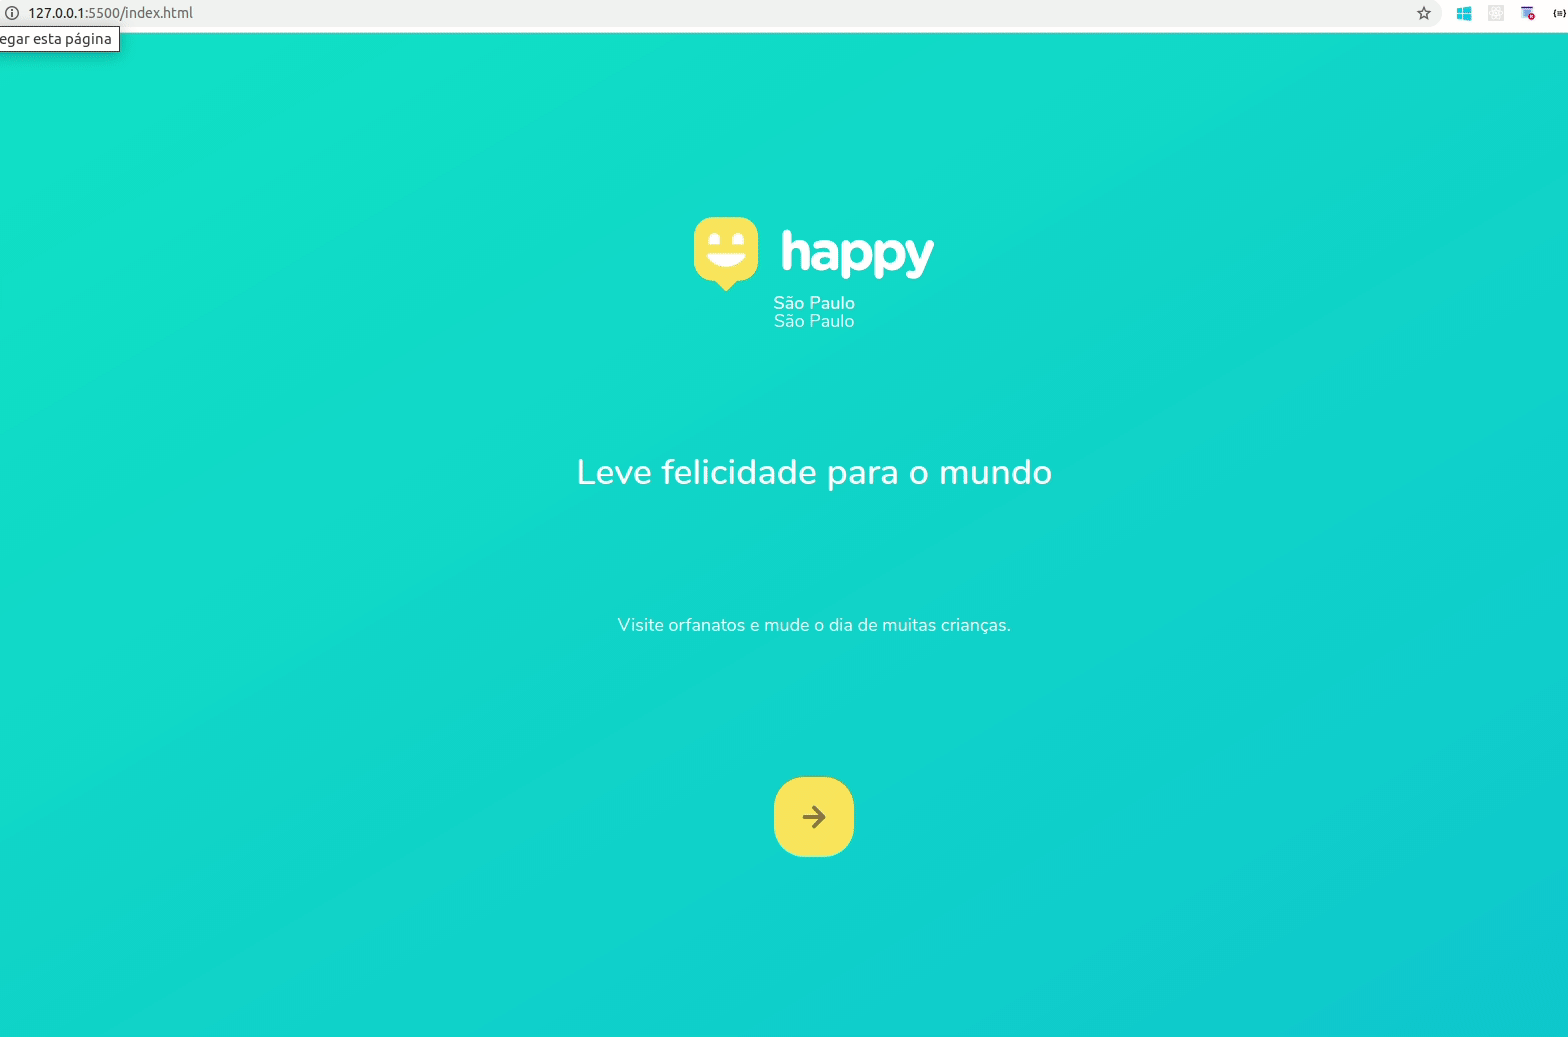 127.0.0.1:5500/index.html
egar esta página
happy
São Paulo
São Paulo
Leve felicidade para o mundo
Visite orfanatos e mude o dia de muitas crianças.